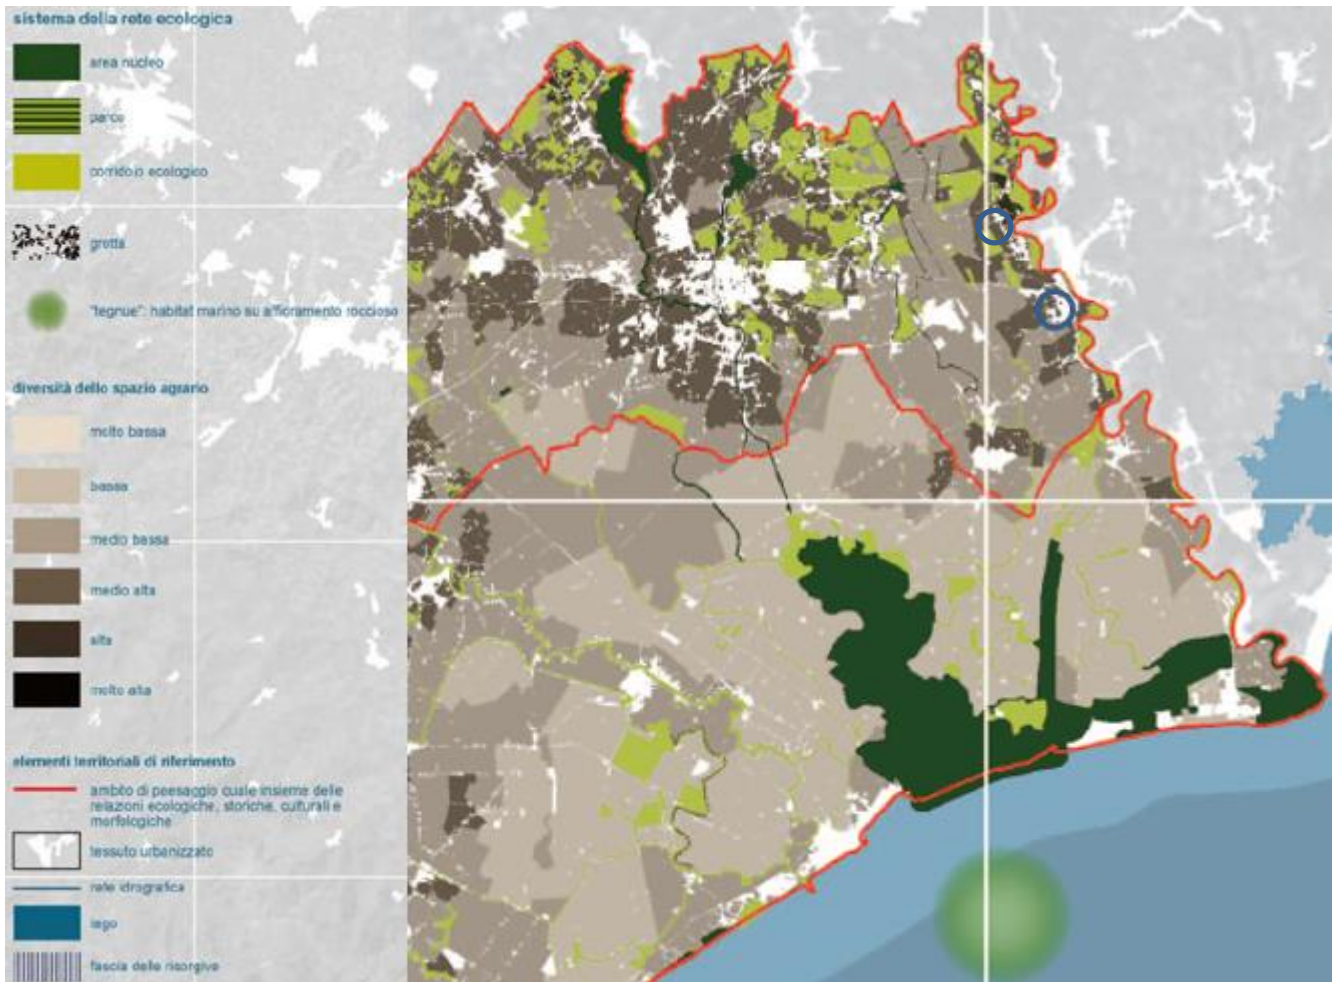 sistema della rete ecologica
area nucleo
parco
corridoio ecologico
grotta
"tegnue": habitat marino su affioramento roccioso
diversità dello spazio agrario
molto bassa
bassa
medio bassa
medio alta
alta
molto alta
elementi territoriali di riferimento
ambito di paesaggio quale insieme delle
relazioni ecologiche, storiche, culturali e
morfologiche
tessuto urbanizzato
rete idrografica
lago
fascia delle risorgive